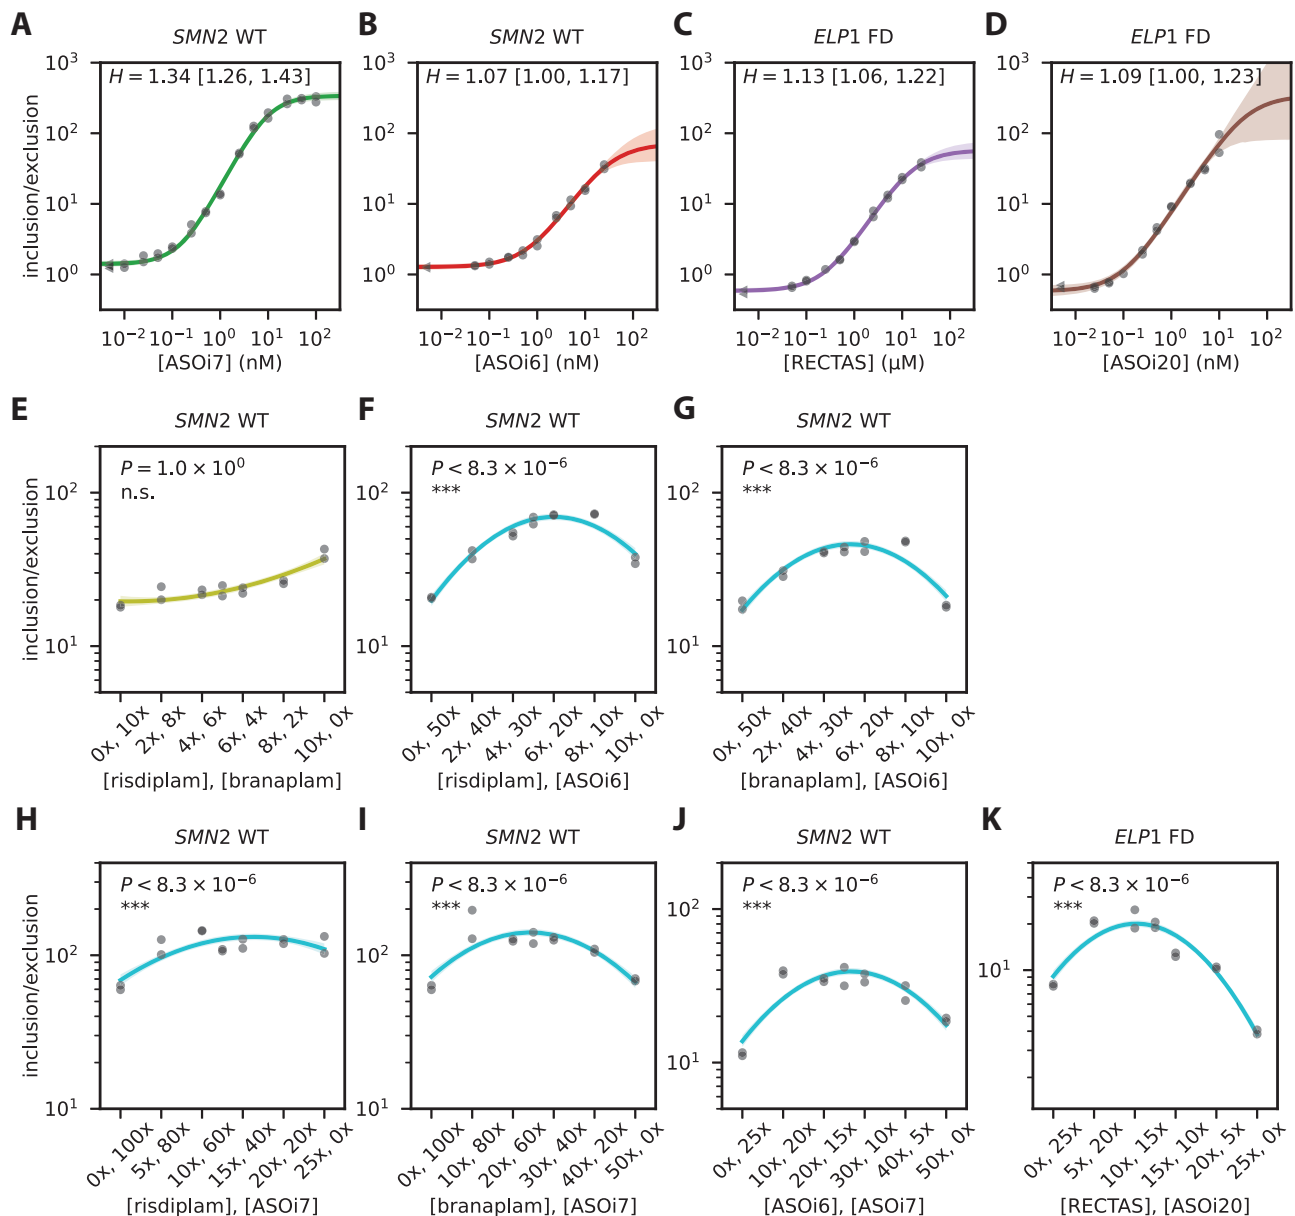 A
SMN2 WT
H = 1.34 [1.26, 1.43]
10³
10²
10¹
10⁰
inclusion/exclusion
10⁻² 10⁻¹ 10⁰ 10¹ 10²
[ASOi7] (nM)
B
SMN2 WT
H = 1.07 [1.00, 1.17]
10³
10²
10¹
10⁰
10⁻² 10⁻¹ 10⁰ 10¹ 10²
[ASOi6] (nM)
C
ELP1 FD
H = 1.13 [1.06, 1.22]
10³
10²
10¹
10⁰
10⁻² 10⁻¹ 10⁰ 10¹ 10²
[RECTAS] (µM)
D
ELP1 FD
H = 1.09 [1.00, 1.23]
10³
10²
10¹
10⁰
10⁻² 10⁻¹ 10⁰ 10¹ 10²
[ASOi20] (nM)
E
SMN2 WT
P = 1.0 × 10⁰
n.s.
10²
10¹
inclusion/exclusion
0x, 10x
2x, 8x
4x, 6x
6x, 4x
8x, 2x
10x, 0x
[risdiplam], [branaplam]
F
SMN2 WT
P < 8.3 × 10⁻⁶
***
10²
10¹
0x, 50x
2x, 40x
4x, 30x
6x, 20x
8x, 10x
10x, 0x
[risdiplam], [ASOi6]
G
SMN2 WT
P < 8.3 × 10⁻⁶
***
10²
10¹
0x, 50x
2x, 40x
4x, 30x
6x, 20x
8x, 10x
10x, 0x
[branaplam], [ASOi6]
H
SMN2 WT
P < 8.3 × 10⁻⁶
***
10²
10¹
inclusion/exclusion
0x, 100x
5x, 80x
10x, 60x
15x, 40x
20x, 20x
25x, 0x
[risdiplam], [ASOi7]
I
SMN2 WT
P < 8.3 × 10⁻⁶
***
10²
10¹
0x, 100x
10x, 80x
20x, 60x
30x, 40x
40x, 20x
50x, 0x
[branaplam], [ASOi7]
J
SMN2 WT
P < 8.3 × 10⁻⁶
***
10²
10¹
0x, 25x
10x, 20x
20x, 15x
30x, 10x
40x, 5x
50x, 0x
[ASOi6], [ASOi7]
K
ELP1 FD
P < 8.3 × 10⁻⁶
***
10¹
0x, 25x
5x, 20x
10x, 15x
15x, 10x
20x, 5x
25x, 0x
[RECTAS], [ASOi20]